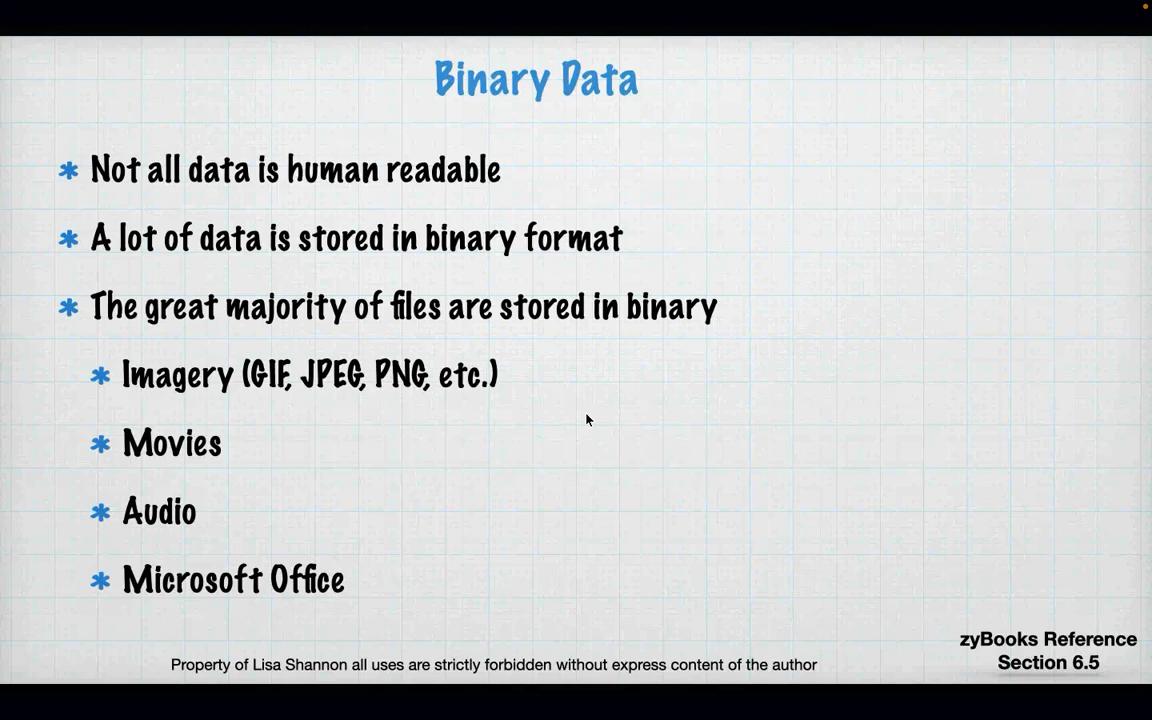 Binary Data
* Not all data is human readable
* A lot of data is stored in binary format
* The great majority of files are stored in binary
* Imagery (GIF, JPEG, PNG, etc.)
* Movies
* Audio
* Microsoft Office
zyBooks Reference
Section 6.5
Property of Lisa Shannon all uses are strictly forbidden without express content of the author